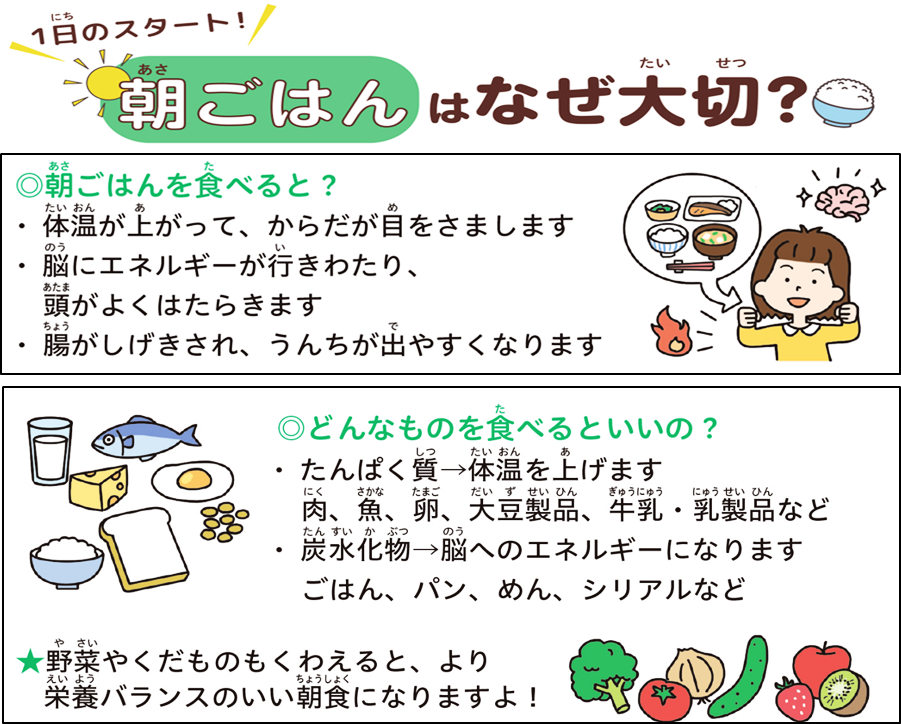 1日のスタート！
朝ごはんはなぜ大切？
◎朝ごはんを食べると？
・体温が上がって、からだが目をさまします
・脳にエネルギーが行きわたり、
頭がよくはたらきます
・腸がしげきされ、うんちが出やすくなります
◎どんなものを食べるといいの？
・たんぱく質→体温を上げます
肉、魚、卵、大豆製品、牛乳・乳製品など
・炭水化物→脳へのエネルギーになります
ごはん、パン、めん、シリアルなど
★野菜やくだものもくわえると、より
栄養バランスのいい朝食になりますよ！